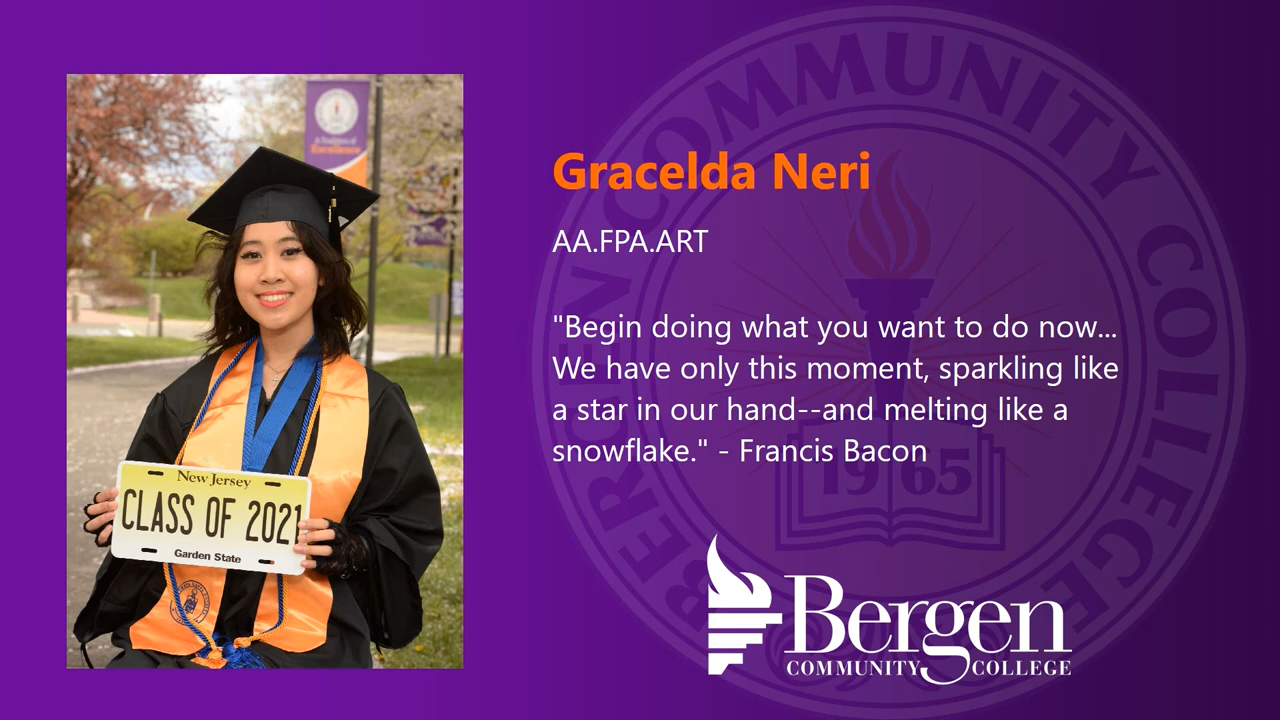 Gracelda Neri
AA.FPA.ART
"Begin doing what you want to do now...
We have only this moment, sparkling like
a star in our hand--and melting like a
snowflake." - Francis Bacon
New Jersey
CLASS OF 2021
Garden State
BERGEN COMMUNITY COLLEGE
1965
Bergen
COMMUNITY COLLEGE